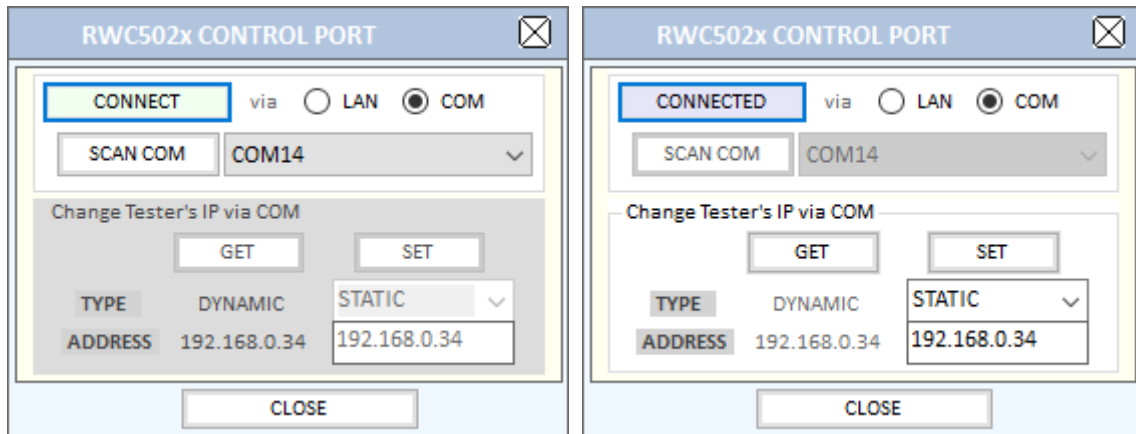 RWC502x CONTROL PORT
CONNECT via LAN COM
SCAN COM COM14
Change Tester's IP via COM
GET SET
TYPE DYNAMIC STATIC
ADDRESS 192.168.0.34 192.168.0.34
CLOSE
RWC502x CONTROL PORT
CONNECTED via LAN COM
SCAN COM COM14
Change Tester's IP via COM
GET SET
TYPE DYNAMIC STATIC
ADDRESS 192.168.0.34 192.168.0.34
CLOSE